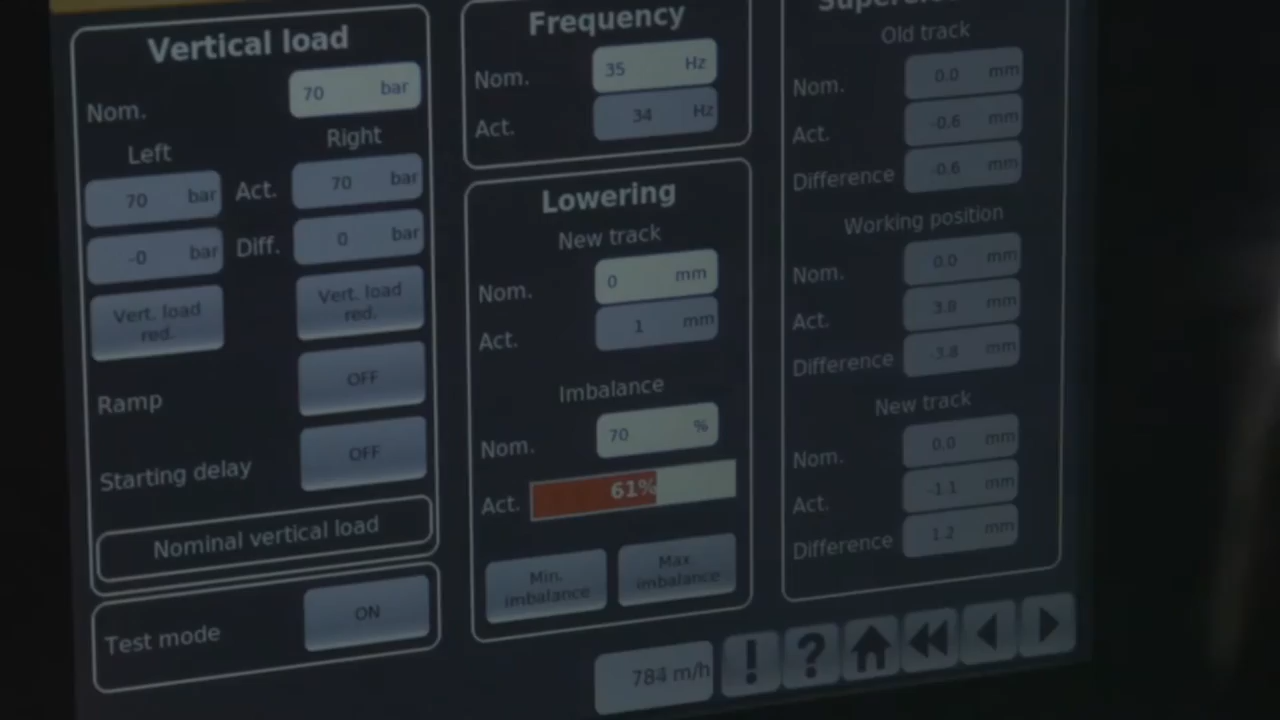 Vertical load
Nom. 70 bar
Left Right
70 bar Act. 70 bar
-0 bar Diff. 0 bar
Vert. load
red.
Vert. load
red.
Ramp OFF
Starting delay OFF
Nominal vertical load
Test mode ON
Frequency
Nom. 35 Hz
Act. 34 Hz
Lowering
New track
Nom. 0 mm
Act. 1 mm
Imbalance
Nom. 70 %
Act. 61%
Min.
imbalance
Max.
imbalance
Old track
Nom. 0.0 mm
Act. -0.6 mm
Difference -0.6 mm
Working position
Nom. 0.0 mm
Act. 3.8 mm
Difference -3.8 mm
New track
Nom. 0.0 mm
Act. -1.1 mm
Difference 1.2 mm
784 m/h ! ?